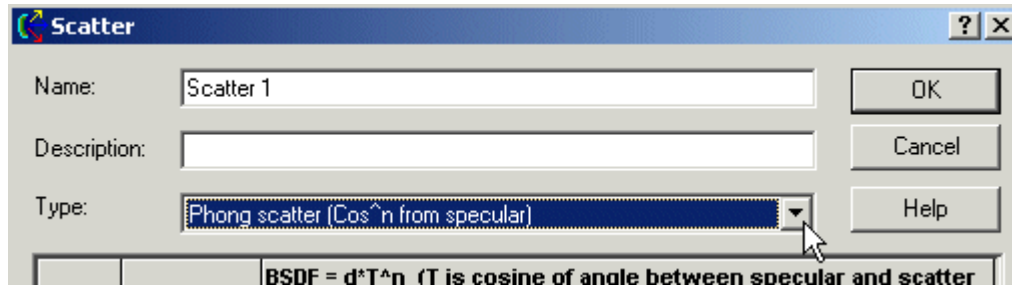 Scatter
Name: Scatter 1 OK
Description: Cancel
Type: Phong scatter (Cos^n from specular) Help
BSDF = d*T^n (T is cosine of angle between specular and scatter